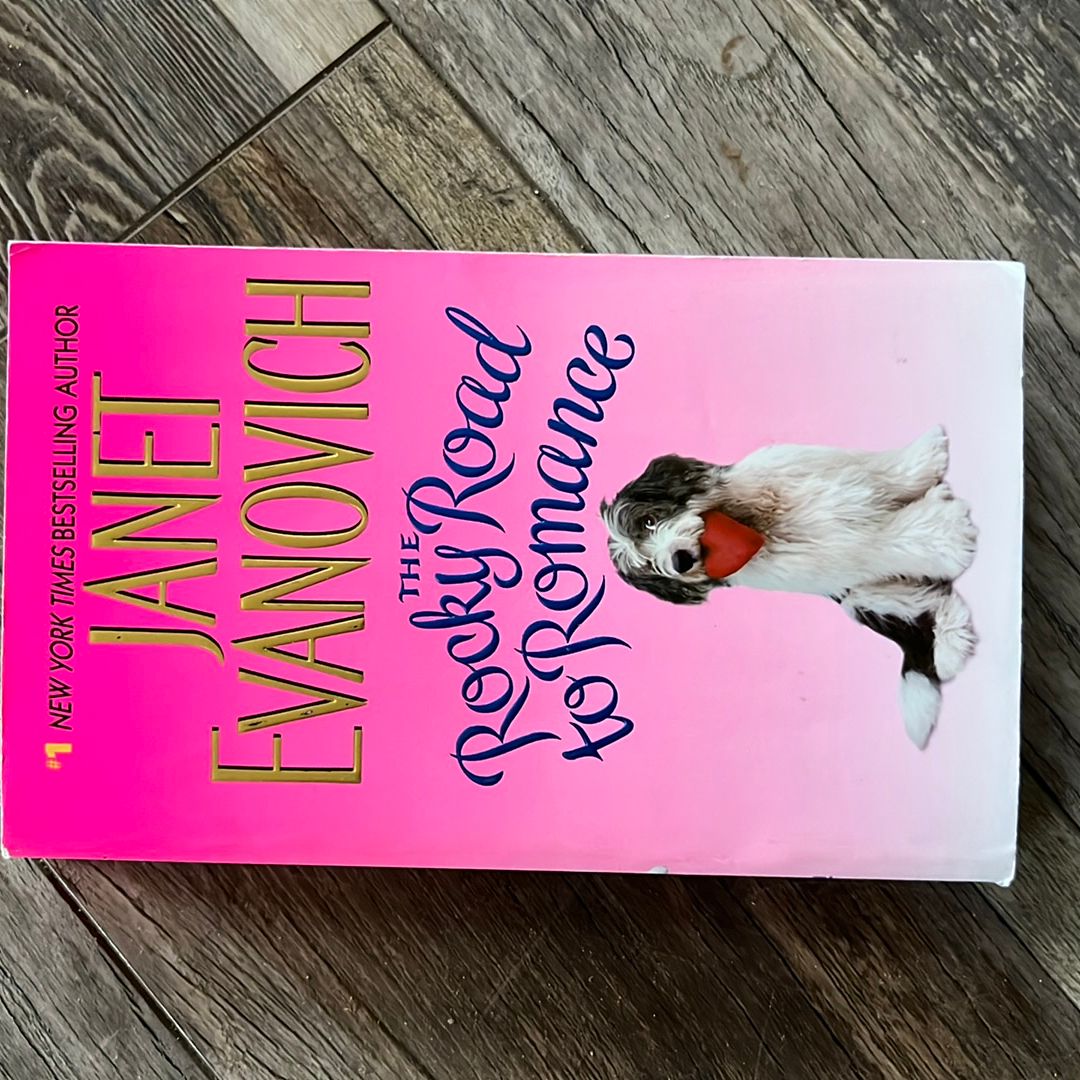 #1 NEW YORK TIMES BESTSELLING AUTHOR
JANET
EVANOVICH
THE
Rocky Road
to Romance